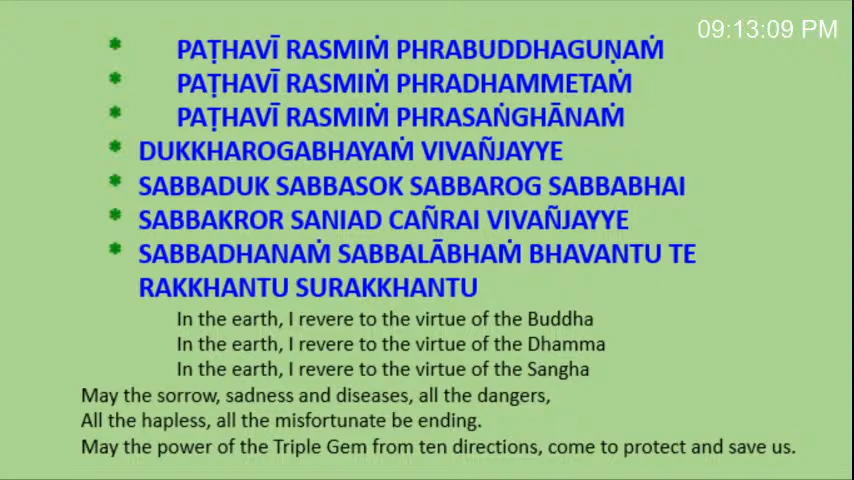 09:13:09 PM
* PAṬHAVĪ RASMIṀ PHRABUDDHAGUṆAṀ
* PAṬHAVĪ RASMIṀ PHRADHAMMETAṀ
* PAṬHAVĪ RASMIṀ PHRASAṄGHĀNAṀ
* DUKKHAROGABHAYAṀ VIVAÑJAYYE
* SABBADUK SABBASOK SABBAROG SABBABHAI
* SABBAKROR SANIAD CAÑRAI VIVAÑJAYYE
* SABBADHANAṀ SABBALĀBHAṀ BHAVANTU TE
RAKKHANTU SURAKKHANTU
In the earth, I revere to the virtue of the Buddha
In the earth, I revere to the virtue of the Dhamma
In the earth, I revere to the virtue of the Sangha
May the sorrow, sadness and diseases, all the dangers,
All the hapless, all the misfortunate be ending.
May the power of the Triple Gem from ten directions, come to protect and save us.